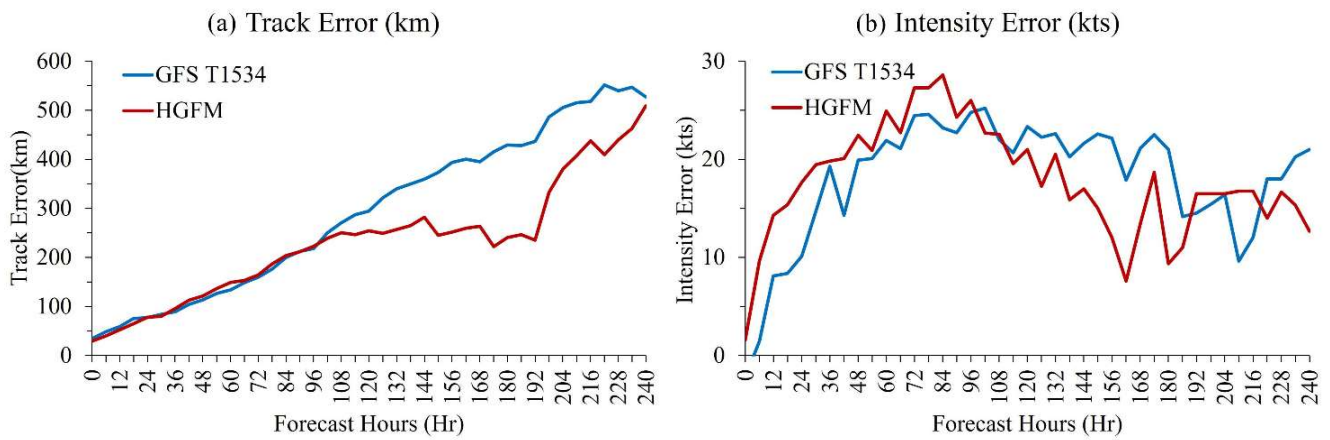 (a) Track Error (km)
600
500
400
300
200
100
0
Track Error(km)
GFS T1534
HGFM
0 12 24 36 48 60 72 84 96 108 120 132 144 156 168 180 192 204 216 228 240
Forecast Hours (Hr)
(b) Intensity Error (kts)
30
20
10
0
Intensity Error (kts)
GFS T1534
HGFM
0 12 24 36 48 60 72 84 96 108 120 132 144 156 168 180 192 204 216 228 240
Forecast Hours (Hr)